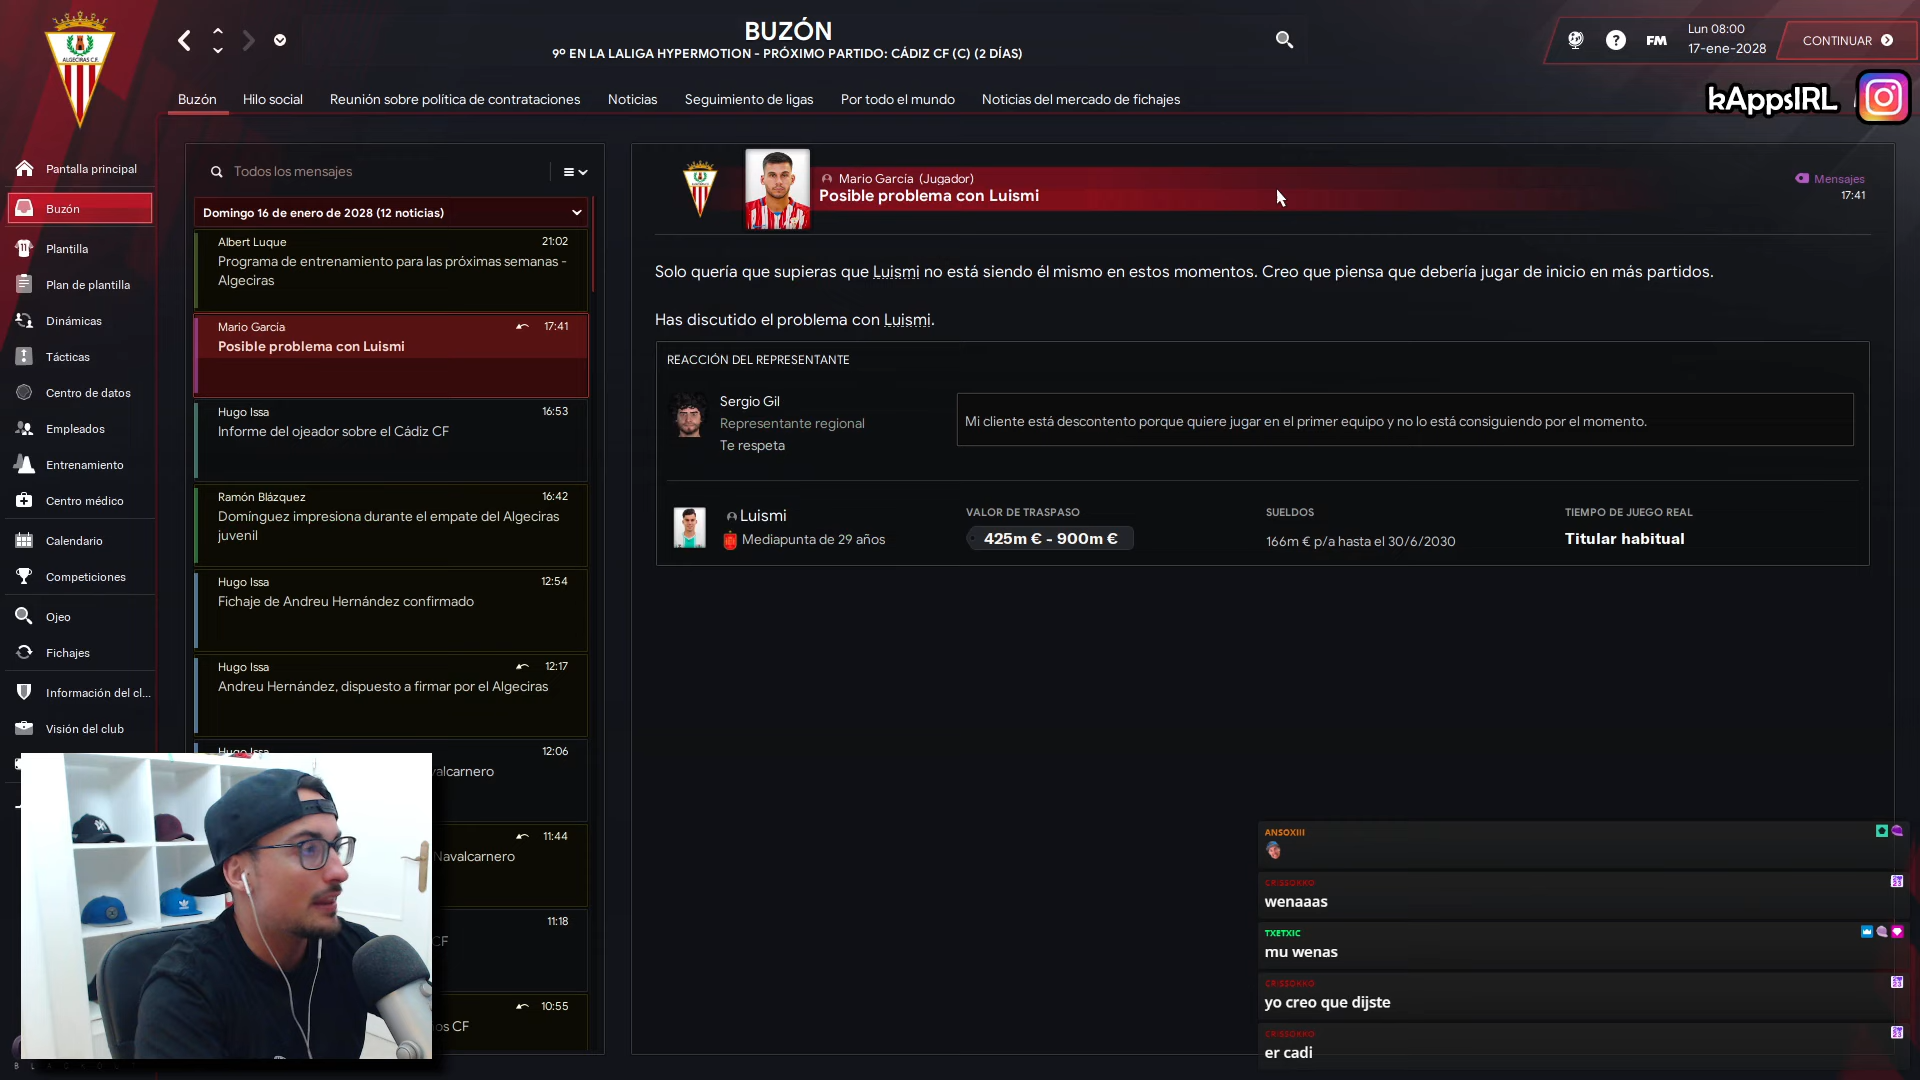 BUZÓN
9º EN LA LALIGA HYPERMOTION - PRÓXIMO PARTIDO: CÁDIZ CF (C) (2 DÍAS)
FM
Lun 08:00
17-ene-2028
CONTINUAR
ALGECIRAS C.F.
Buzón
Hilo social
Reunión sobre política de contrataciones
Noticias
Seguimiento de ligas
Por todo el mundo
Noticias del mercado de fichajes
kAppsIRL
Pantalla principal
Buzón
Plantilla
Plan de plantilla
Dinámicas
Tácticas
Centro de datos
Empleados
Entrenamiento
Centro médico
Calendario
Competiciones
Ojeo
Fichajes
Información del cl...
Visión del club
Todos los mensajes
Domingo 16 de enero de 2028 (12 noticias)
Albert Luque 21:02
Programa de entrenamiento para las próximas semanas -
Algeciras
Mario García 17:41
Posible problema con Luismi
Hugo Issa 16:53
Informe del ojeador sobre el Cádiz CF
Ramón Blázquez 16:42
Domínguez impresiona durante el empate del Algeciras
juvenil
Hugo Issa 12:54
Fichaje de Andreu Hernández confirmado
Hugo Issa 12:17
Andreu Hernández, dispuesto a firmar por el Algeciras
Hugo Issa 12:06
valcarnero
11:44
Navalcarnero
11:18
CF
10:55
os CF
Mario García (Jugador)
Posible problema con Luismi
Mensajes
17:41
Solo quería que supieras que Luismi no está siendo él mismo en estos momentos. Creo que piensa que debería jugar de inicio en más partidos.
Has discutido el problema con Luismi.
REACCIÓN DEL REPRESENTANTE
Sergio Gil
Representante regional
Te respeta
Mi cliente está descontento porque quiere jugar en el primer equipo y no lo está consiguiendo por el momento.
Luismi
Mediapunta de 29 años
VALOR DE TRASPASO
425m € - 900m €
SUELDOS
166m € p/a hasta el 30/6/2030
TIEMPO DE JUEGO REAL
Titular habitual
ANSOXIII
CRISSOKKO
wenaaas
TXETXIC
mu wenas
CRISSOKKO
yo creo que dijste
CRISSOKKO
er cadi